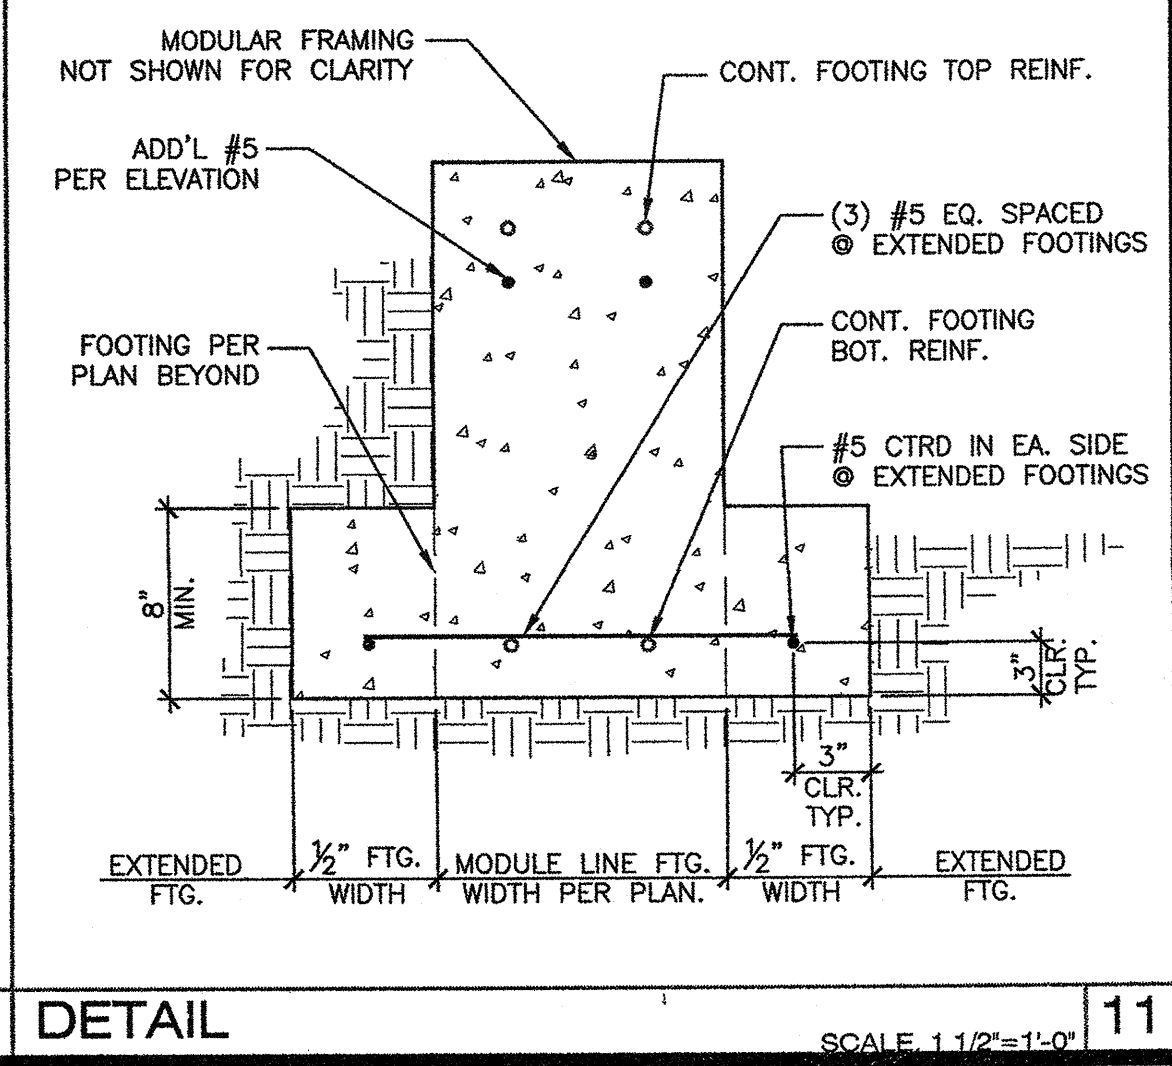 MODULAR FRAMING
NOT SHOWN FOR CLARITY
CONT. FOOTING TOP REINF.
ADD'L #5
PER ELEVATION
(3) #5 EQ. SPACED
@ EXTENDED FOOTINGS
FOOTING PER
PLAN BEYOND
CONT. FOOTING
BOT. REINF.
#5 CTRD IN EA. SIDE
@ EXTENDED FOOTINGS
8"
MIN.
3"
CLR.
TYP.
3"
CLR.
TYP.
EXTENDED
FTG.
½" FTG.
WIDTH
MODULE LINE FTG.
WIDTH PER PLAN.
½" FTG.
WIDTH
EXTENDED
FTG.
DETAIL
SCALE, 1 1/2"=1'-0"
11